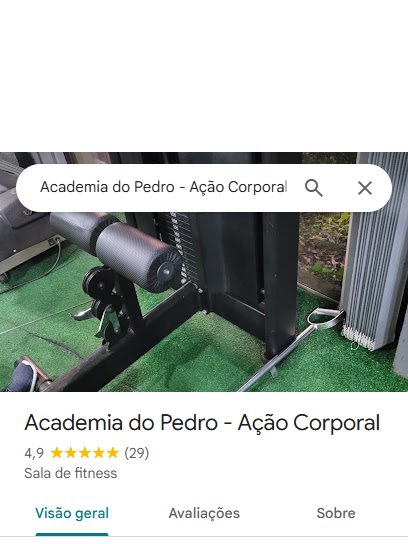 Academia do Pedro - Ação Corporal
Academia do Pedro - Ação Corporal
4,9 (29)
Sala de fitness
Visão geral Avaliações Sobre